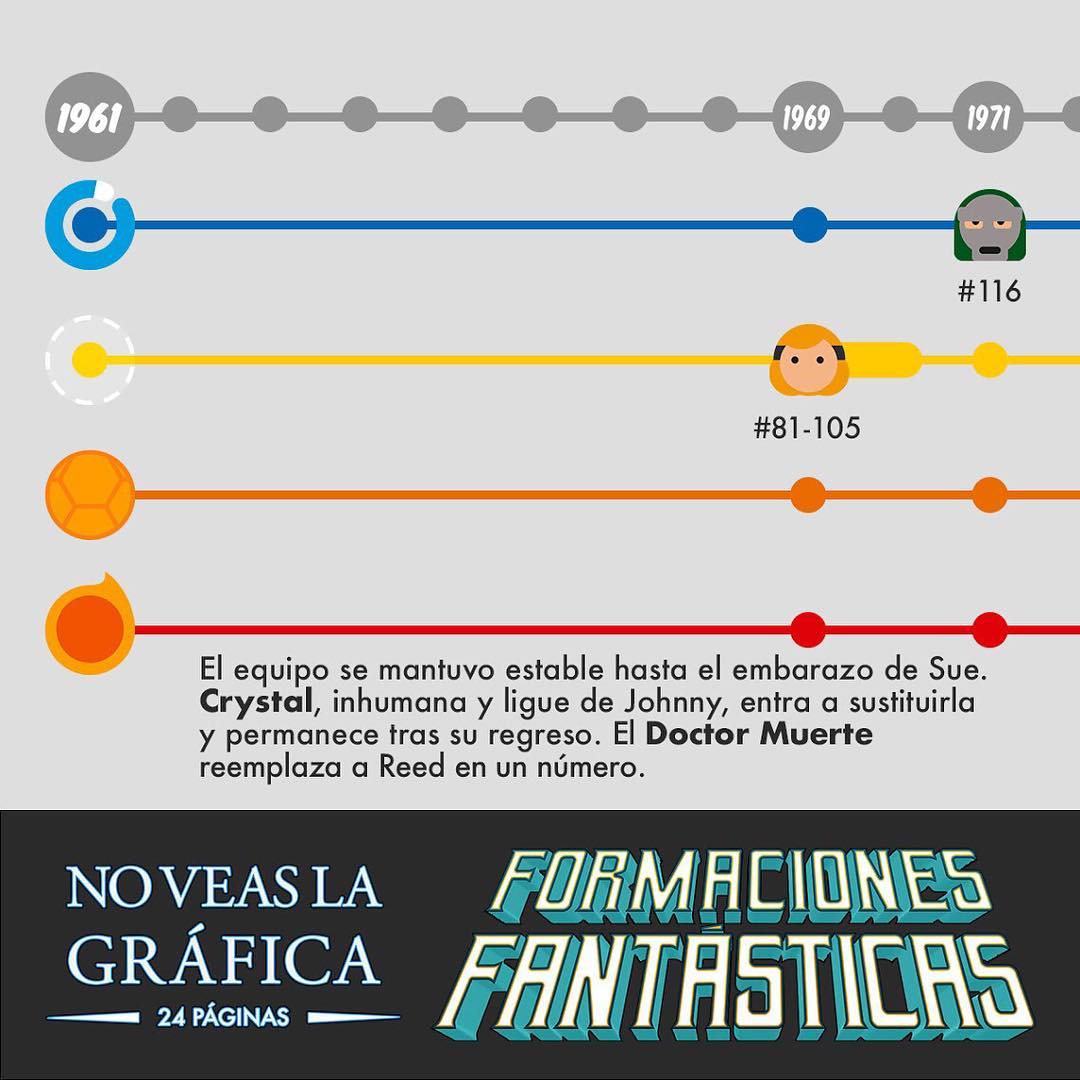 1961
1969
1971
#116
#81-105
El equipo se mantuvo estable hasta el embarazo de Sue.
Crystal, inhumana y ligue de Johnny, entra a sustituirla
y permanece tras su regreso. El Doctor Muerte
reemplaza a Reed en un número.
NO VEAS LA
GRÁFICA
24 PÁGINAS
FORMACIONES
FANTÁSTICAS